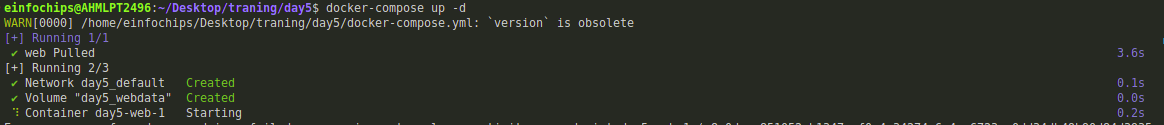 einfochips@AHMLPT2496:~/Desktop/traning/day5$ docker-compose up -d
WARN[0000] /home/einfochips/Desktop/traning/day5/docker-compose.yml: `version` is obsolete
[+] Running 1/1
✔ web Pulled 3.6s
[+] Running 2/3
✔ Network day5_default Created 0.1s
✔ Volume "day5_webdata" Created 0.0s
⠹ Container day5-web-1 Starting 0.2s